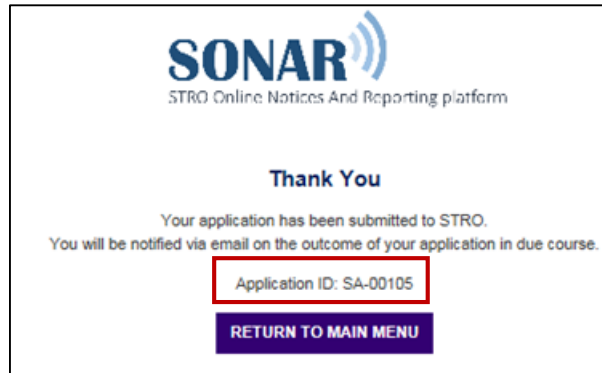 SONAR
STRO Online Notices And Reporting platform
Thank You
Your application has been submitted to STRO.
You will be notified via email on the outcome of your application in due course.
Application ID: SA-00105
RETURN TO MAIN MENU